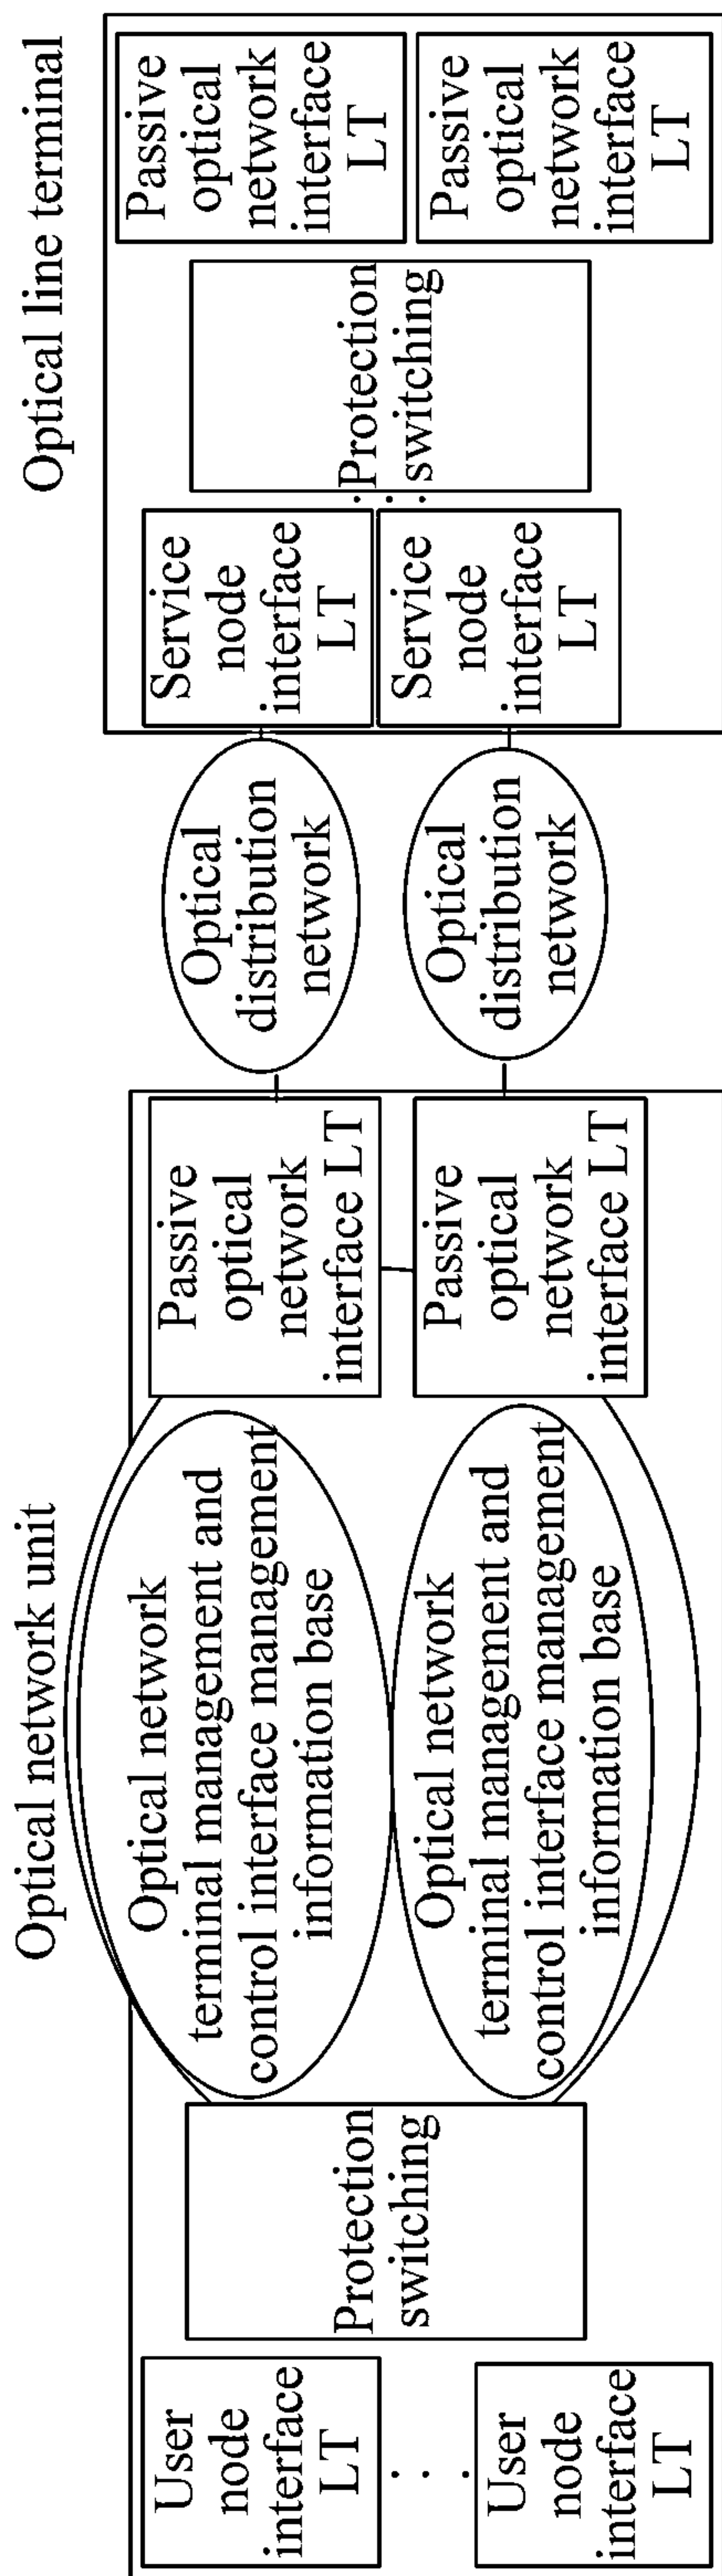 Optical network unit
User
node
interface
LT
. . .
User
node
interface
LT
Protection
switching
Optical network
terminal management and
control interface management
information base
Optical network
terminal management and
control interface management
information base
Passive
optical
network
interface LT
Passive
optical
network
interface LT
Optical
distribution
network
Optical
distribution
network
Optical line terminal
Service
node
interface
LT
Service
node
interface
LT
. . .
Protection
switching
Passive
optical
network
interface
LT
Passive
optical
network
interface
LT